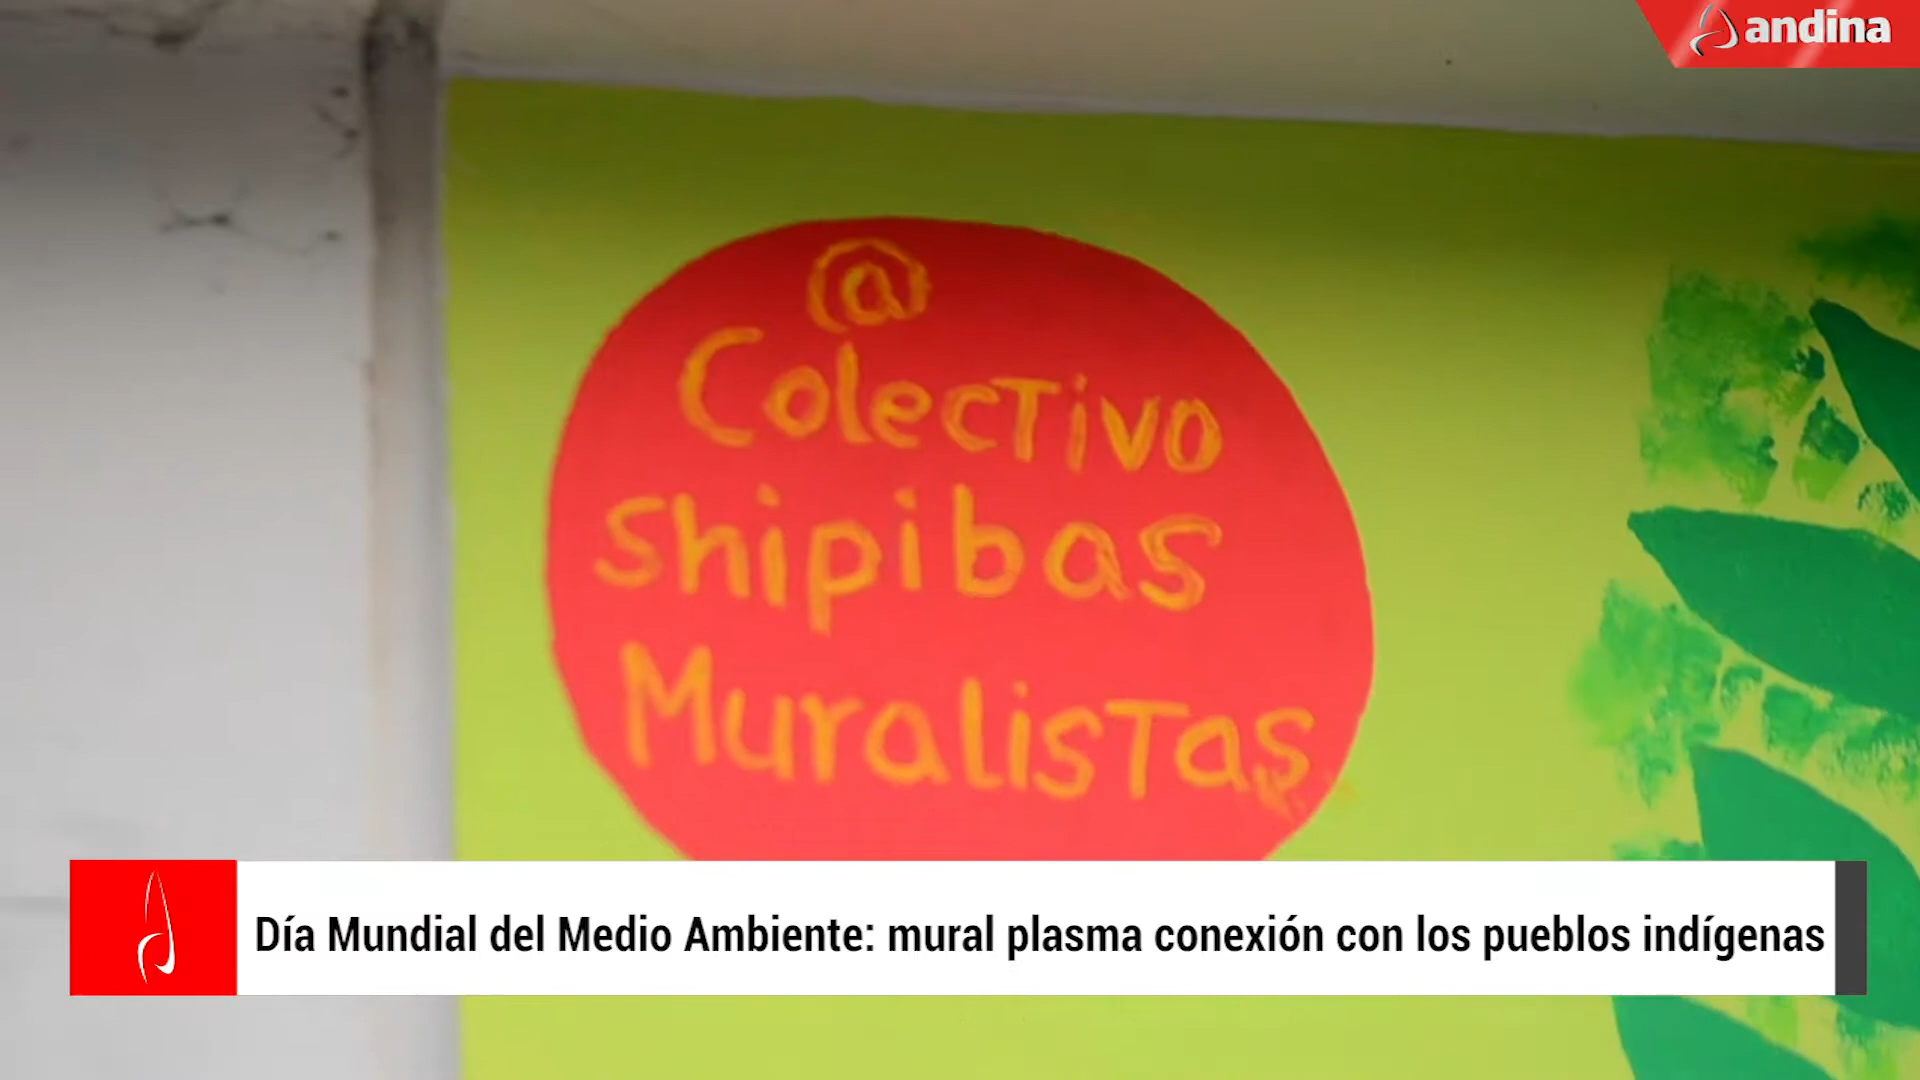 andina
@
Colectivo
shipibas
Muralistas
Día Mundial del Medio Ambiente: mural plasma conexión con los pueblos indígenas